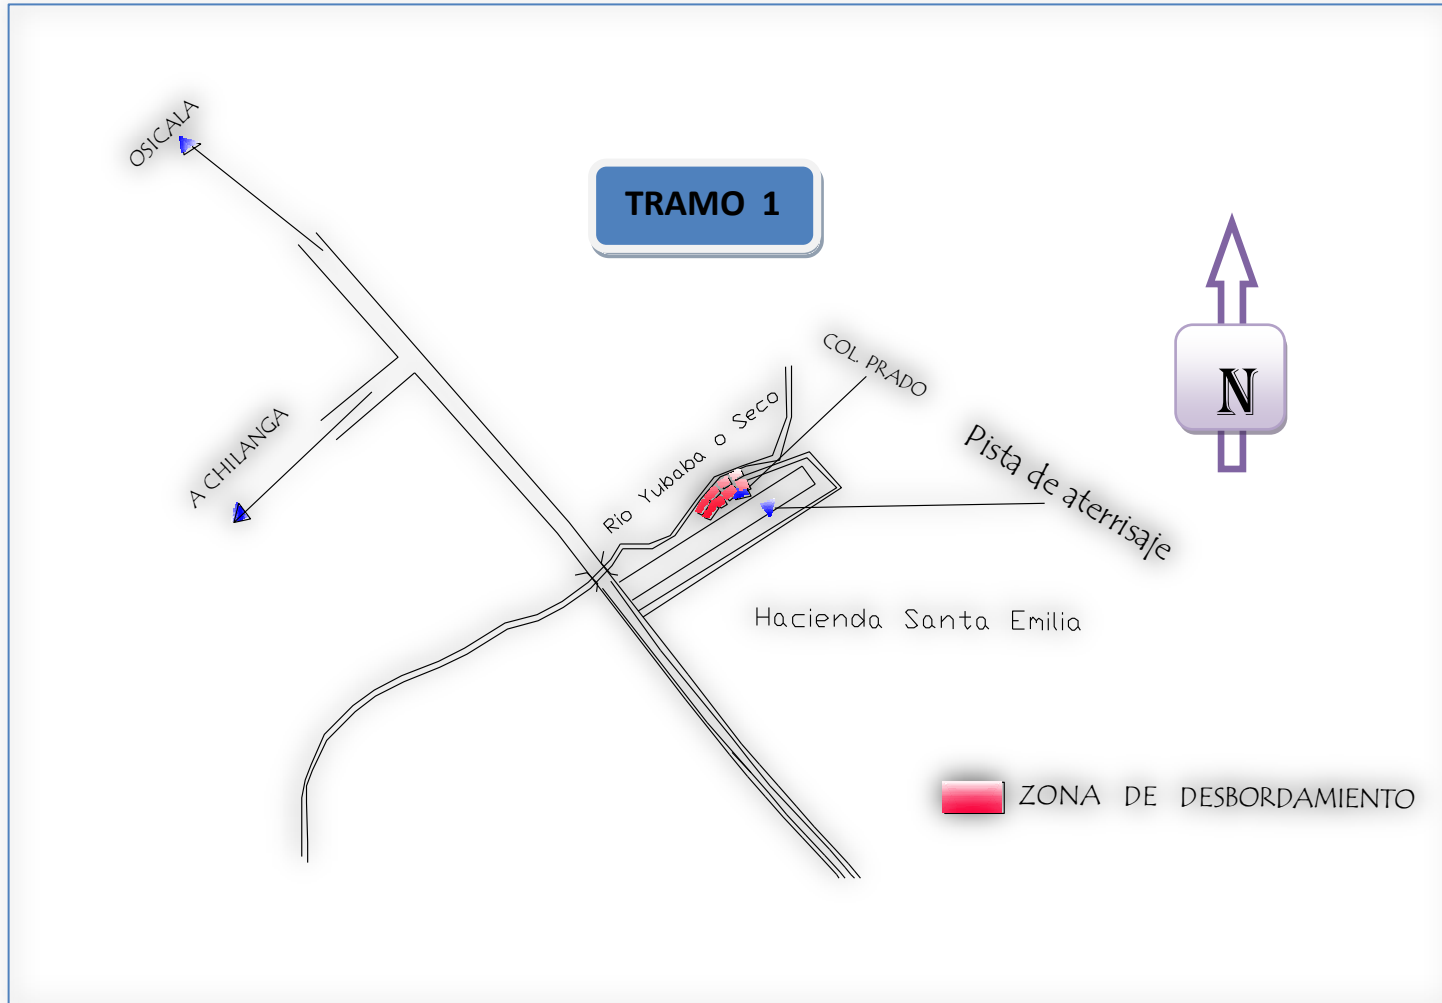 OSICALA
TRAMO 1
COL. PRADO
N
Rio Yubaba o Seco
A CHILANGA
Pista de aterrisaje
Hacienda Santa Emilia
ZONA DE DESBORDAMIENTO